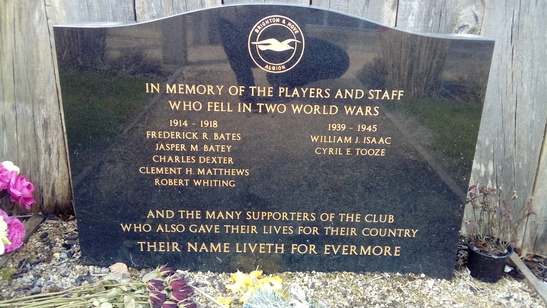 BRIGHTON & HOVE
ALBION
IN MEMORY OF THE PLAYERS AND STAFF
WHO FELL IN TWO WORLD WARS
1914 - 1918
FREDERICK R. BATES
JASPER M. BATEY
CHARLES DEXTER
CLEMENT H. MATTHEWS
ROBERT WHITING
1939 - 1945
WILLIAM J. ISAAC
CYRIL E. TOOZE
AND THE MANY SUPPORTERS OF THE CLUB
WHO ALSO GAVE THEIR LIVES FOR THEIR COUNTRY
THEIR NAME LIVETH FOR EVERMORE